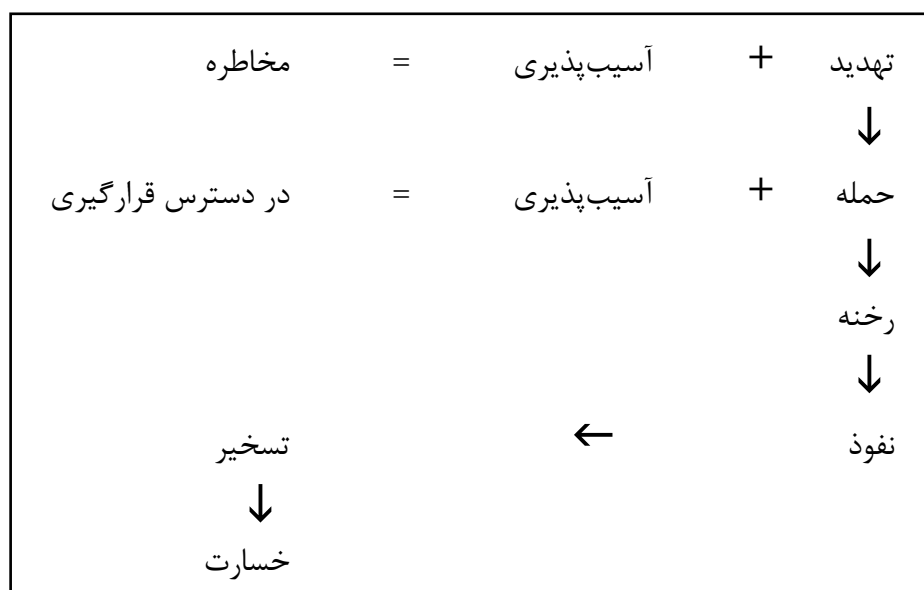 تهدید + آسیب‌پذیری = مخاطره
↓
حمله + آسیب‌پذیری = در دسترس قرارگیری
↓
رخنه
↓
نفوذ ← تسخیر
↓
خسارت